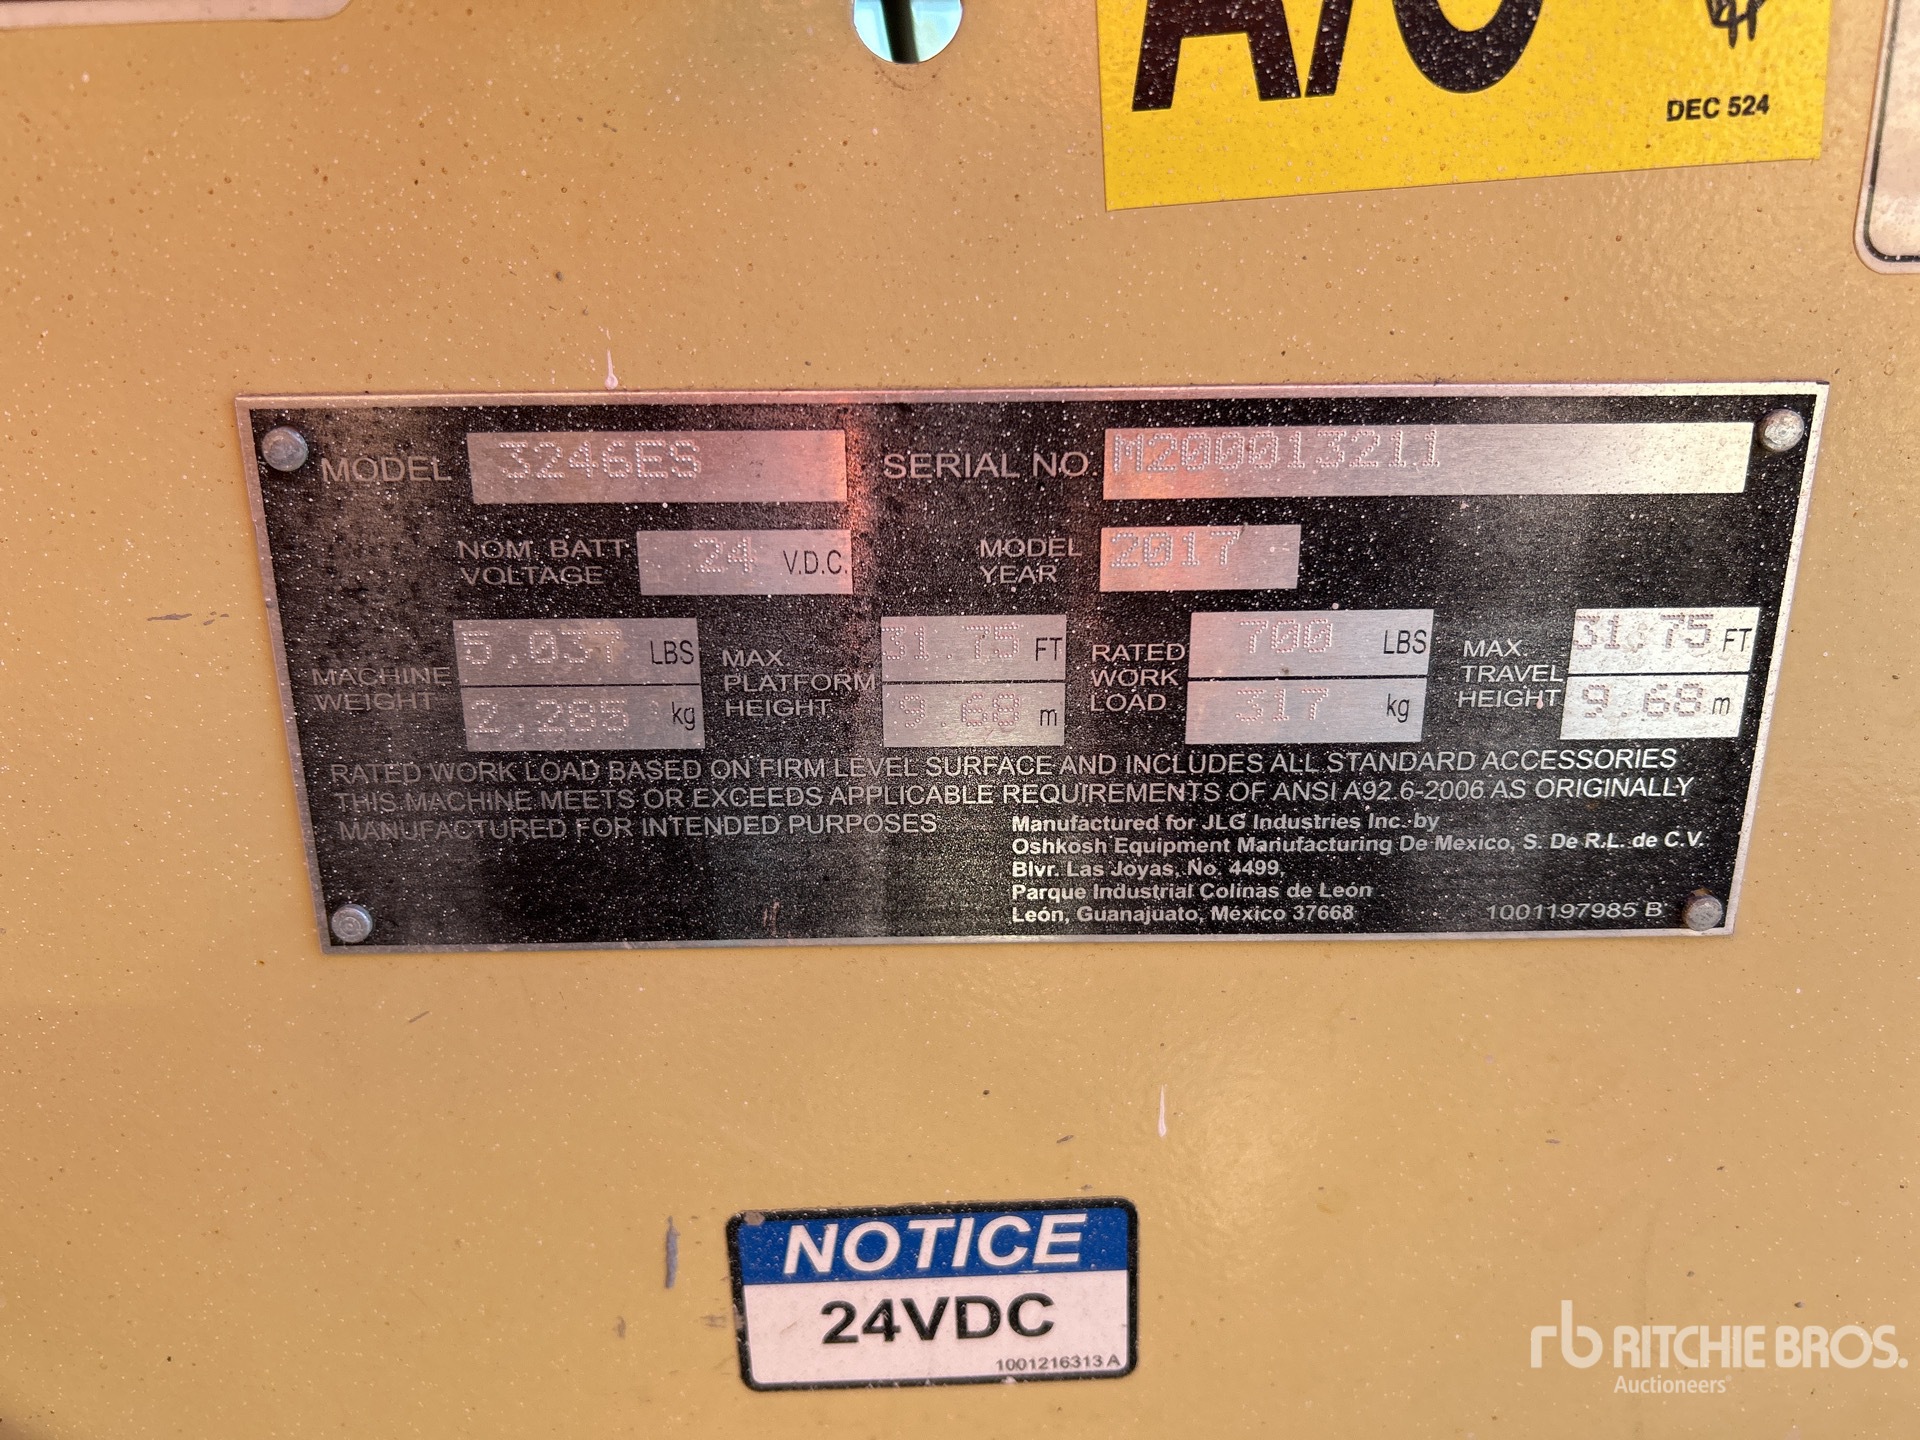 A/C
DEC 524
MODEL 3246ES SERIAL NO. M200013211
NOM. BATT VOLTAGE 24 V.D.C. MODEL YEAR 2017
MACHINE WEIGHT 5,037 LBS 2,285 kg
MAX. PLATFORM HEIGHT 31.75 FT 9.68 m
RATED WORK LOAD 700 LBS 317 kg
MAX. TRAVEL HEIGHT 31.75 FT 9.68 m
RATED WORK LOAD BASED ON FIRM LEVEL SURFACE AND INCLUDES ALL STANDARD ACCESSORIES
THIS MACHINE MEETS OR EXCEEDS APPLICABLE REQUIREMENTS OF ANSI A92.6-2006 AS ORIGINALLY
MANUFACTURED FOR INTENDED PURPOSES
Manufactured for JLG Industries Inc. by
Oshkosh Equipment Manufacturing De Mexico, S. De R.L. de C.V.
Blvr. Las Joyas, No. 4499,
Parque Industrial Colinas de León
León, Guanajuato, México 37668
1001197985 B
NOTICE
24VDC
1001216313 A
rb RITCHIE BROS.
Auctioneers